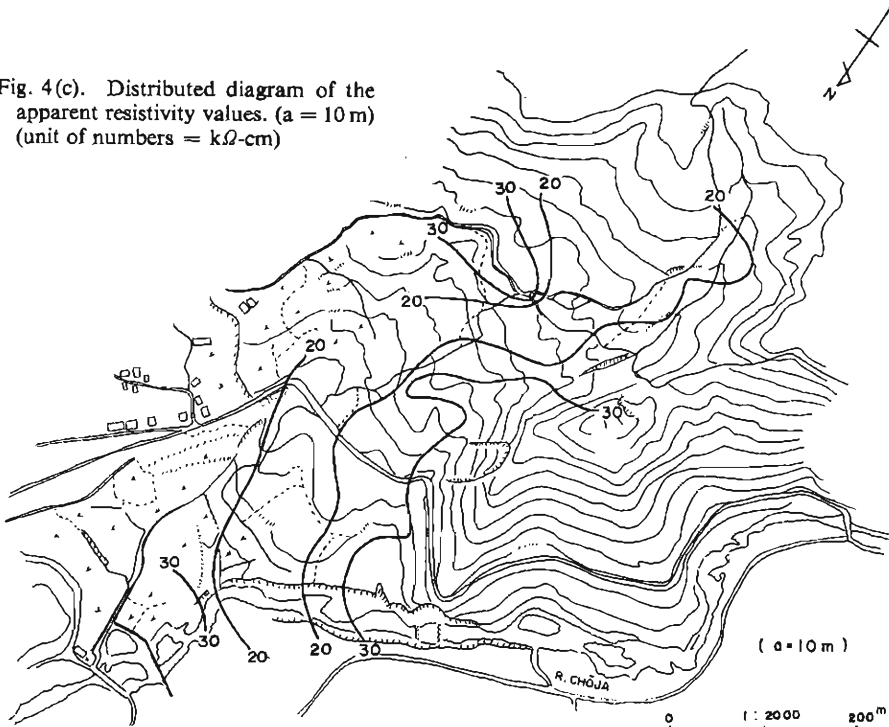 Fig. 4(c). Distributed diagram of the
apparent resistivity values. (a = 10 m)
(unit of numbers = kΩ-cm)
N
30
20
20
30
20
20
30
30
30
20
20
30
(a=10m)
R. CHŌJA
0 1:2000 200m